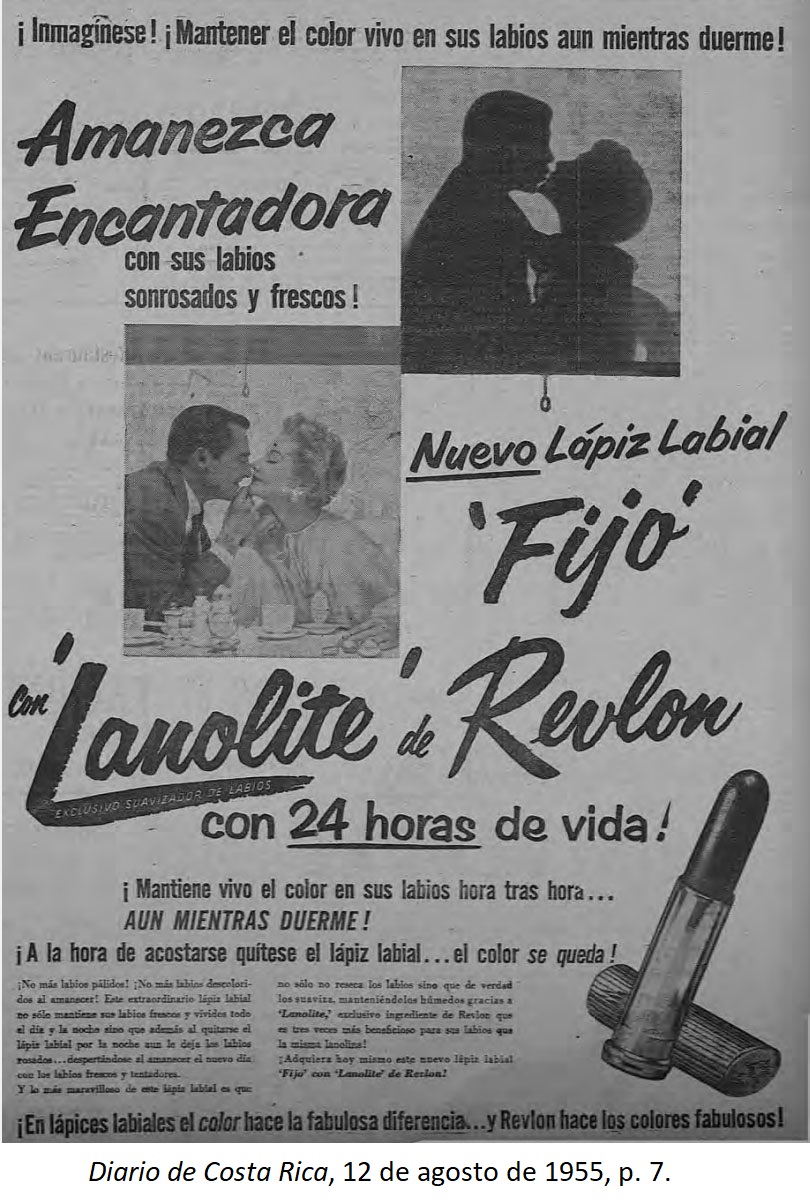 ¡ Inmagínese! ¡ Mantener el color vivo en sus labios aun mientras duerme!
Amanezca
Encantadora
con sus labios
sonrosados y frescos!
Nuevo Lápiz Labial
'Fijo'
con 'Lanolite' de Revlon
EXCLUSIVO SUAVIZADOR DE LABIOS
con 24 horas de vida!
¡ Mantiene vivo el color en sus labios hora tras hora...
AUN MIENTRAS DUERME!
¡A la hora de acostarse quítese el lápiz labial...el color se queda!
¡No más labios pálidos! ¡No más labios descolori-
dos al amanecer! Este extraordinario lápiz labial
no sólo mantiene sus labios frescos y vívidos todo
el día y la noche sino que además al quitarse el
lápiz labial por la noche aun le deja los labios
rosados...despertándose al amanecer el nuevo día
con los labios frescos y tentadores.
Y lo más maravilloso de este lápiz labial es que
no sólo no reseca los labios sino que de verdad
los suaviza, manteniéndolos húmedos gracias a
'Lanolite,' exclusivo ingrediente de Revlon que
es tres veces más beneficioso para sus labios que
la misma lanolina!
¡Adquiera hoy mismo este nuevo lápiz labial
'Fijo' con 'Lanolite' de Revlon!
¡En lápices labiales el color hace la fabulosa diferencia...y Revlon hace los colores fabulosos!
Diario de Costa Rica, 12 de agosto de 1955, p. 7.